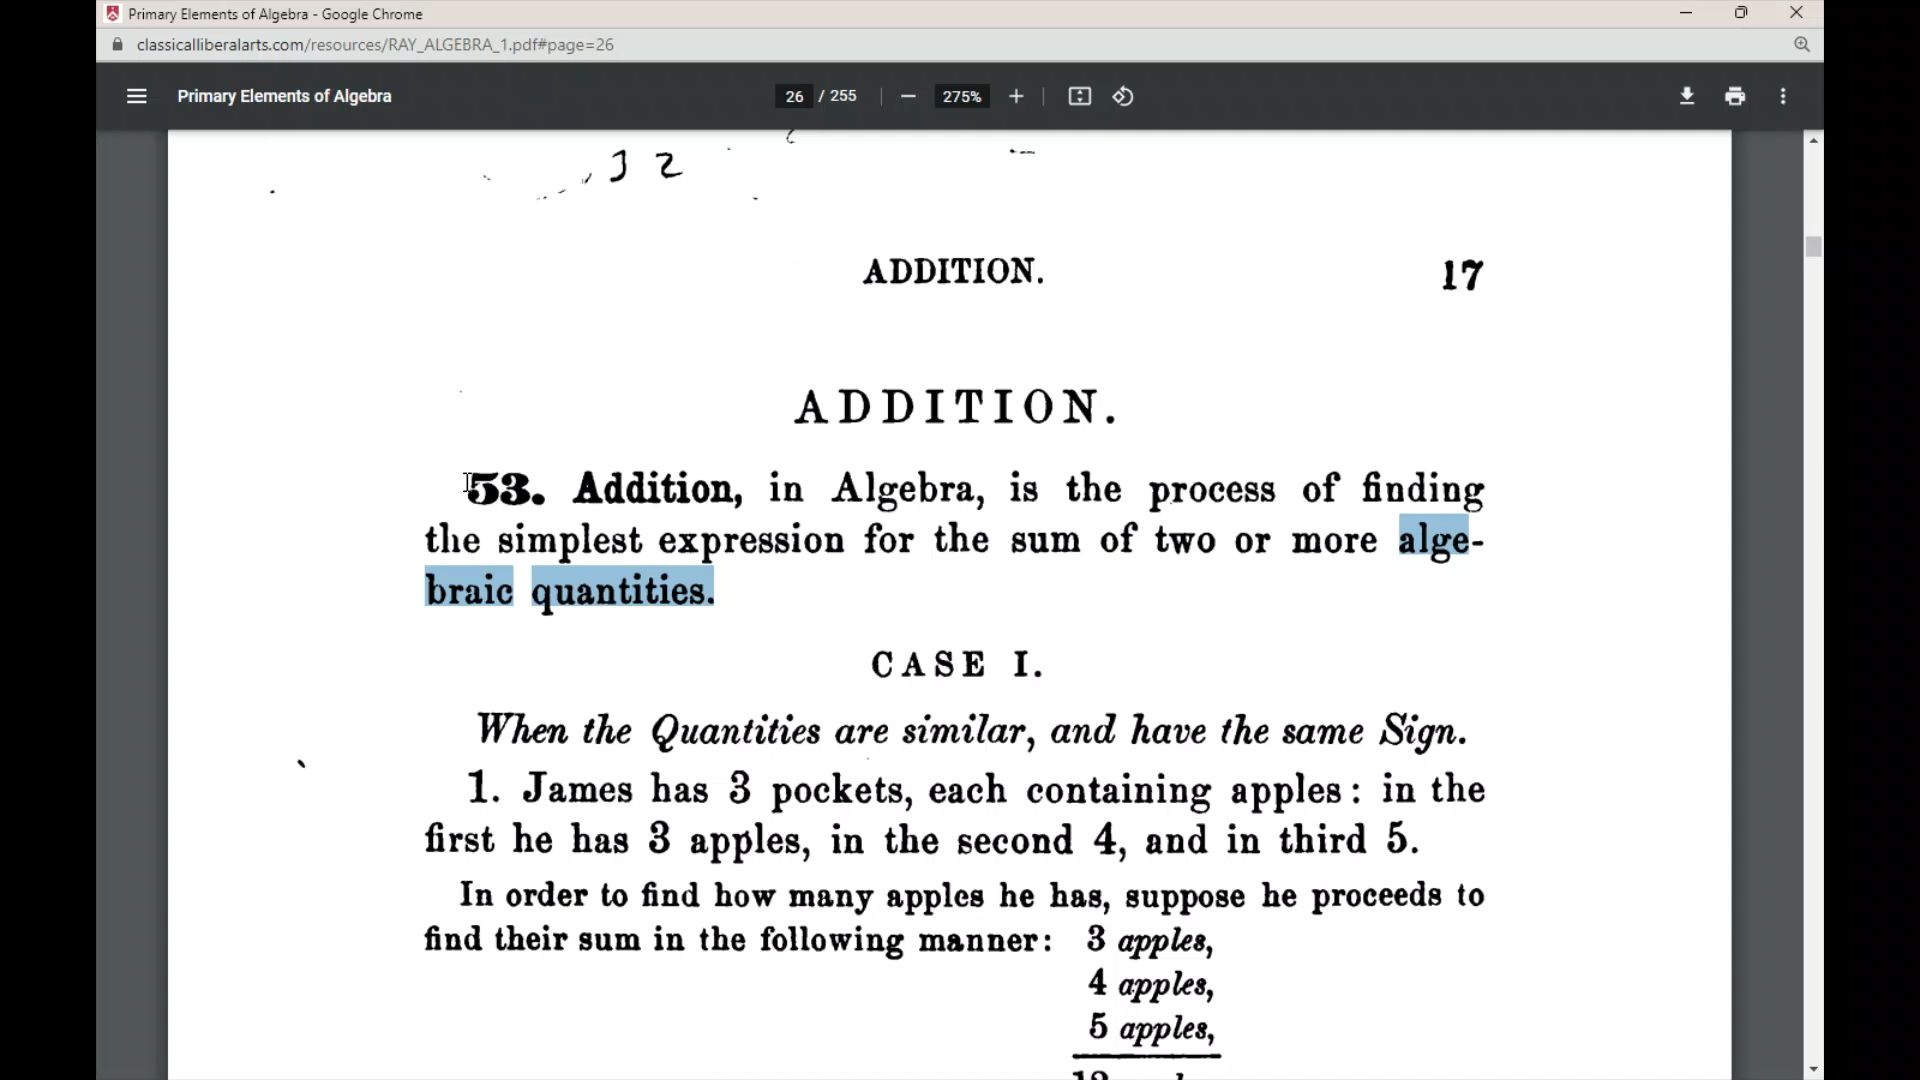 Primary Elements of Algebra - Google Chrome
classicalliberalarts.com/resources/RAY_ALGEBRA_1.pdf#page=26
Primary Elements of Algebra 26 / 255 275%
ADDITION. 17
ADDITION.
53. Addition, in Algebra, is the process of finding
the simplest expression for the sum of two or more alge-
braic quantities.
CASE I.
When the Quantities are similar, and have the same Sign.
1. James has 3 pockets, each containing apples: in the
first he has 3 apples, in the second 4, and in third 5.
In order to find how many apples he has, suppose he proceeds to
find their sum in the following manner: 3 apples,
4 apples,
5 apples,